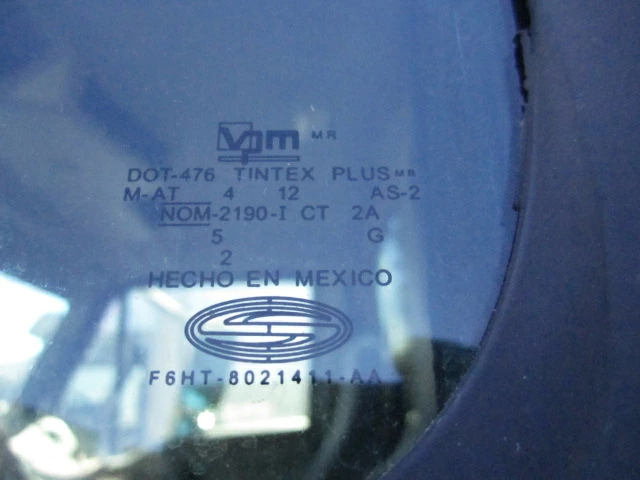 Vpm MR
DOT-476 TINTEX PLUS MR
M-AT 4 12 AS-2
NOM-2190-I CT 2A
5 G
2
HECHO EN MEXICO
S
F6HT-8021411-AA